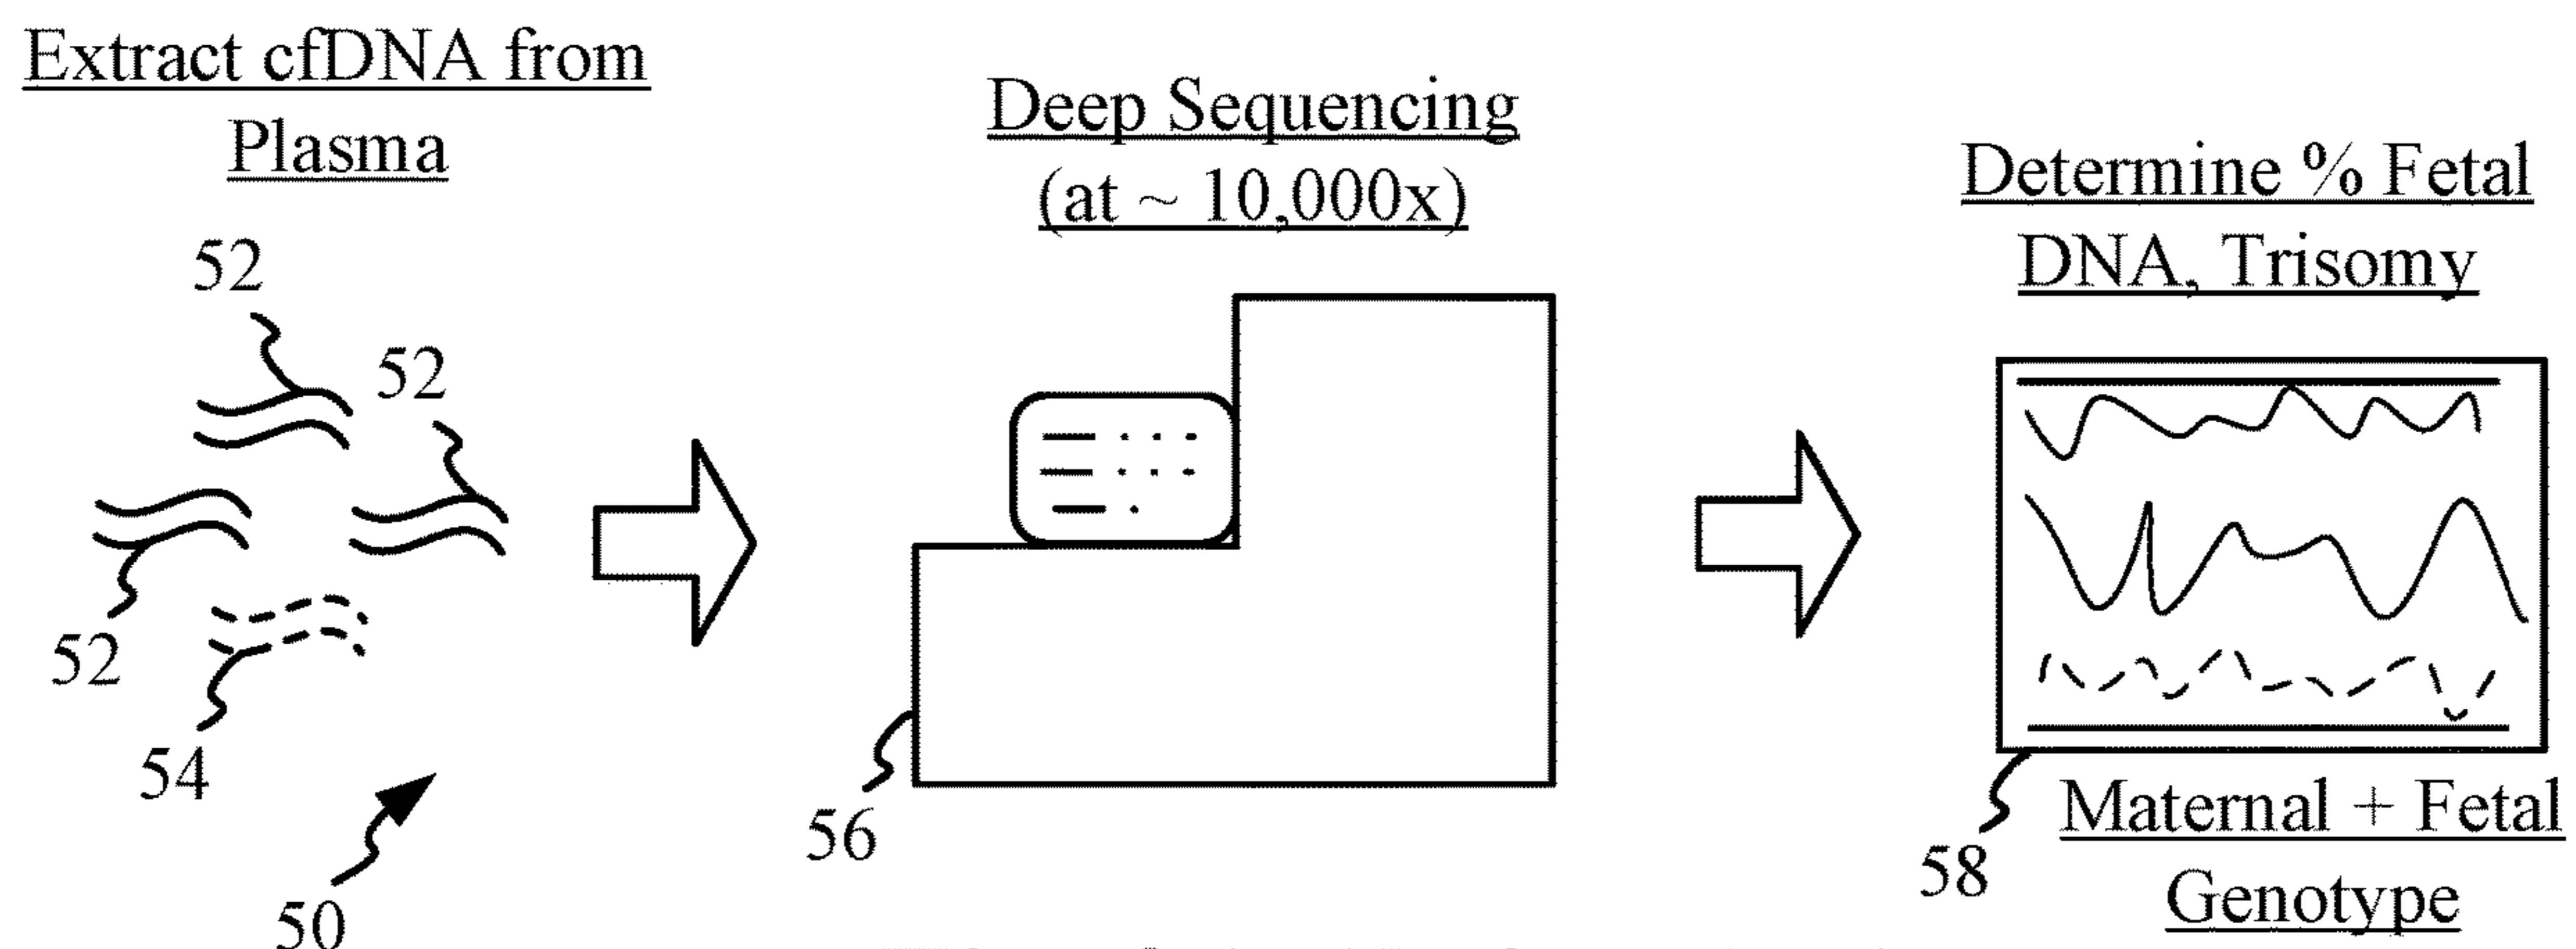 Extract cfDNA from
Plasma
52
52
52
54
50
Deep Sequencing
(at ~ 10,000x)
56
Determine % Fetal
DNA, Trisomy
58
Maternal + Fetal
Genotype